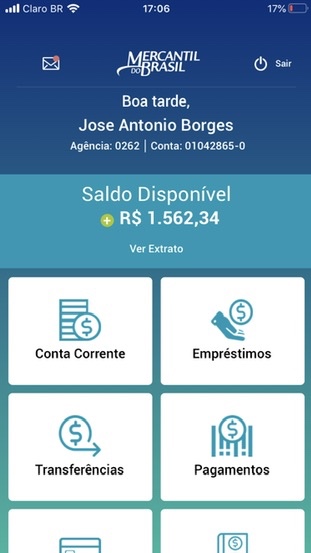 Claro BR 17:06 17%
MERCANTIL
DO BRASIL
Sair
Boa tarde,
Jose Antonio Borges
Agência: 0262 | Conta: 01042865-0
Saldo Disponível
R$ 1.562,34
Ver Extrato
Conta Corrente
Empréstimos
Transferências
Pagamentos